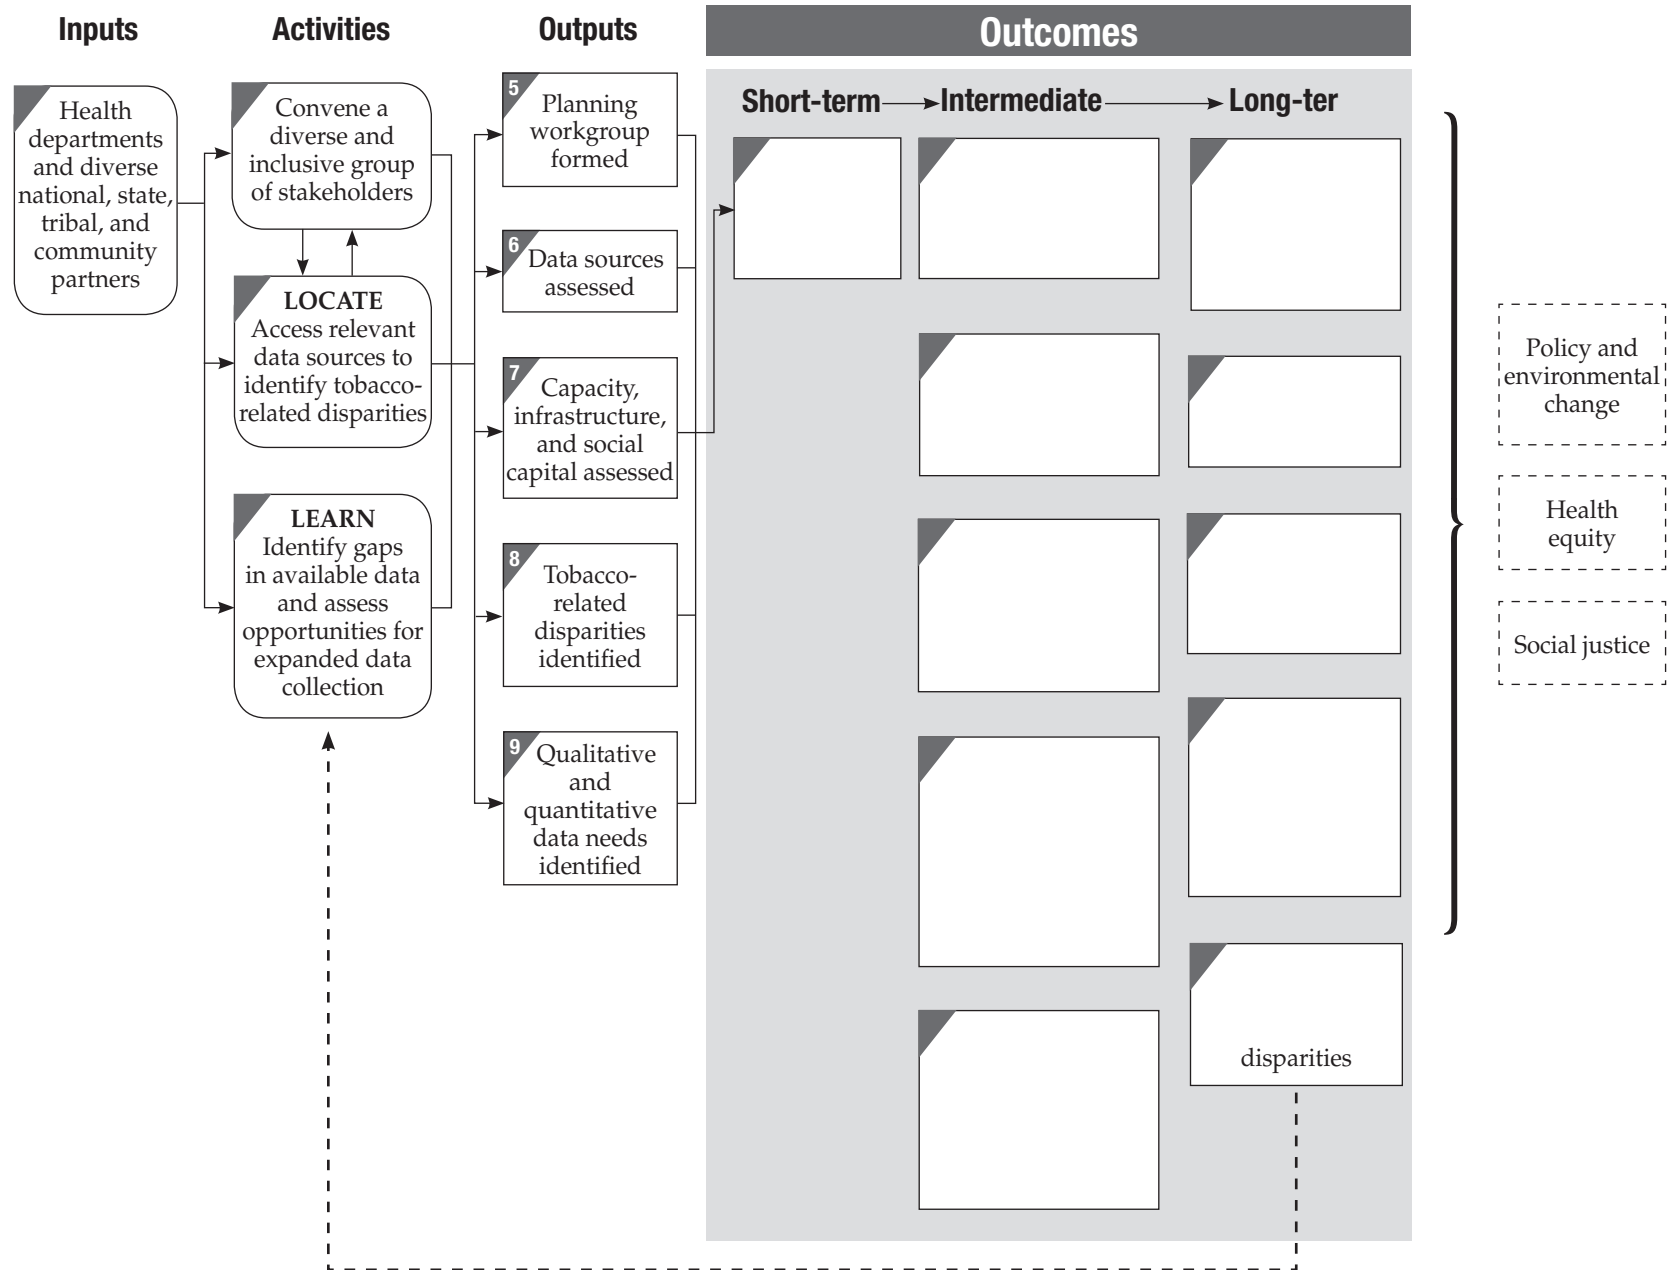 Inputs
Activities
Outputs
Outcomes
Short-term
Intermediate
Long-ter
Health
departments
and diverse
national, state,
tribal, and
community
partners
Convene a
diverse and
inclusive group
of stakeholders
LOCATE
Access relevant
data sources to
identify tobacco-
related disparities
LEARN
Identify gaps
in available data
and assess
opportunities for
expanded data
collection
5
Planning
workgroup
formed
6
Data sources
assessed
7
Capacity,
infrastructure,
and social
capital assessed
8
Tobacco-
related
disparities
identified
9
Qualitative
and
quantitative
data needs
identified
disparities
Policy and
environmental
change
Health
equity
Social justice